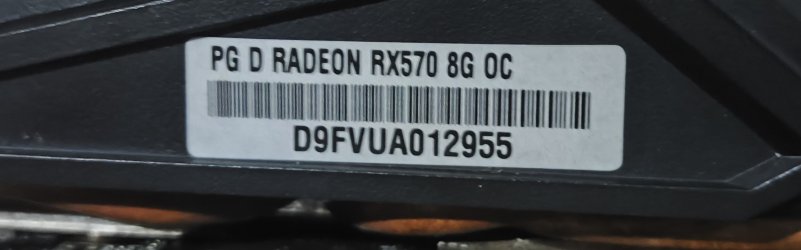 PG D RADEON RX570 8G OC
D9FVUA012955